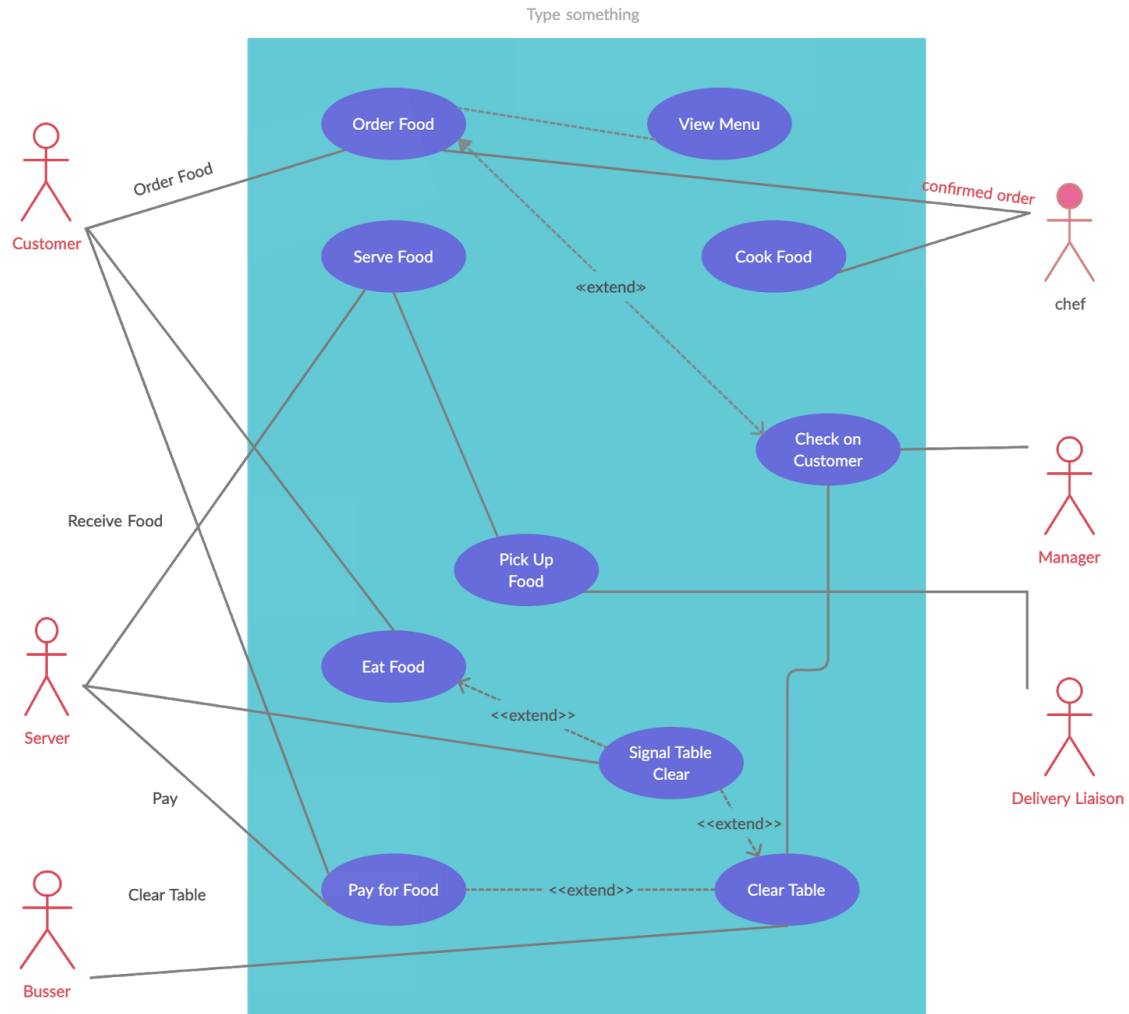 Type something
Order Food
View Menu
Order Food
Customer
confirmed order
chef
Serve Food
Cook Food
«extend»
Check on
Customer
Receive Food
Manager
Pick Up
Food
Eat Food
<<extend>>
Server
Signal Table
Clear
Delivery Liaison
Pay
<<extend>>
Clear Table
Pay for Food
<<extend>>
Clear Table
Busser